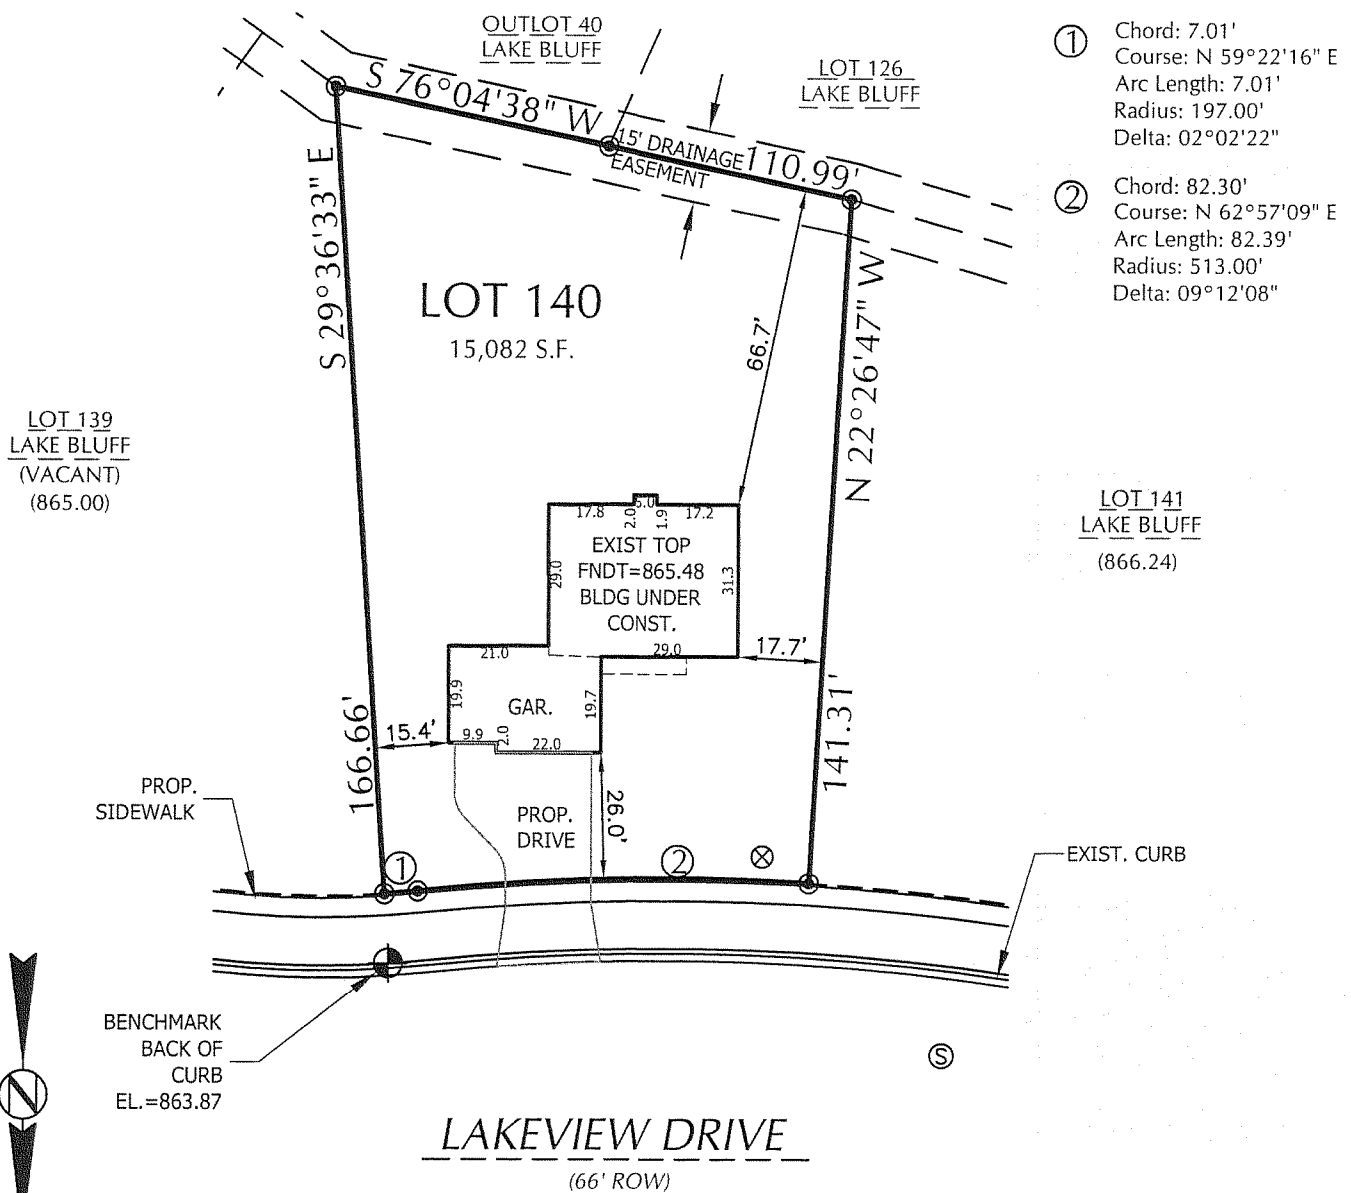 OUTLOT 40
LAKE BLUFF
LOT 126
LAKE BLUFF
① Chord: 7.01'
Course: N 59°22'16" E
Arc Length: 7.01'
Radius: 197.00'
Delta: 02°02'22"
② Chord: 82.30'
Course: N 62°57'09" E
Arc Length: 82.39'
Radius: 513.00'
Delta: 09°12'08"
S 76°04'38" W
110.99'
15' DRAINAGE
EASEMENT
S 29°36'33" E
166.66'
LOT 140
15,082 S.F.
66.7'
N 22°26'47" W
141.31'
LOT 139
LAKE BLUFF
(VACANT)
(865.00)
LOT 141
LAKE BLUFF
(866.24)
17.8
2.0
5.0
1.9
17.2
EXIST TOP
FNDT=865.48
BLDG UNDER
CONST.
29.0
31.3
29.0
17.7'
21.0
19.9
GAR.
19.7
15.4'
9.9
2.0
22.0
26.0'
PROP.
DRIVE
PROP.
SIDEWALK
①
②
EXIST. CURB
BENCHMARK
BACK OF
CURB
EL.=863.87
N
S
LAKEVIEW DRIVE
(66' ROW)